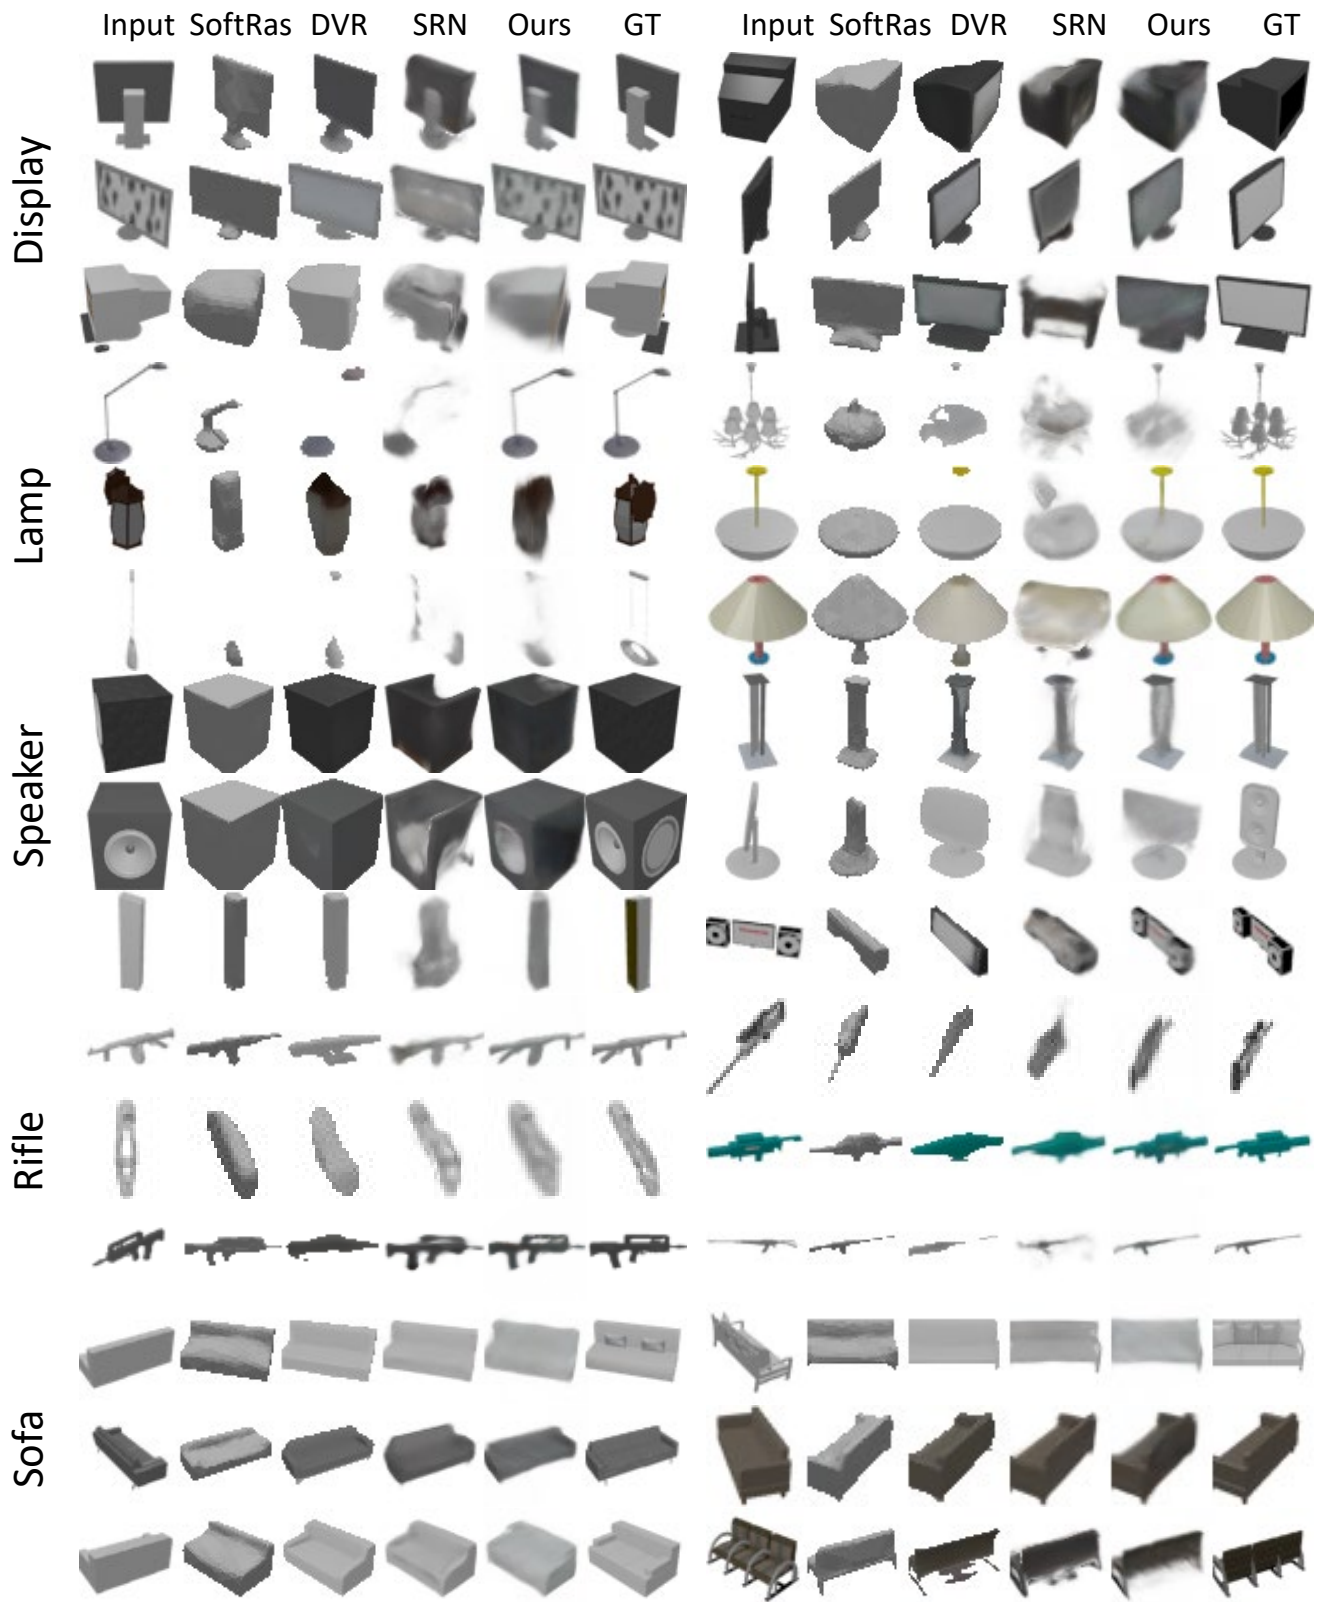 Input SoftRas DVR SRN Ours GT Input SoftRas DVR SRN Ours GT
Display
Lamp
Speaker
Rifle
Sofa